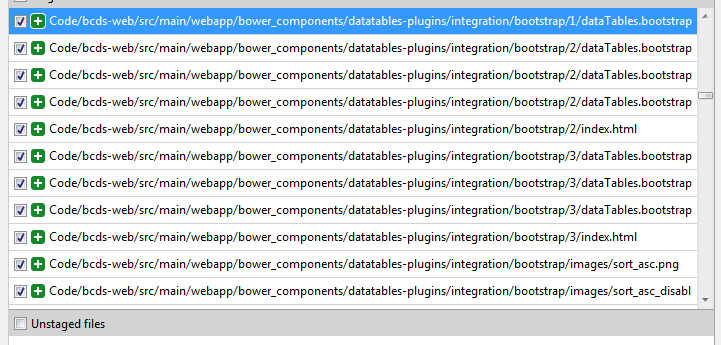 Code/bcds-web/src/main/webapp/bower_components/datatables-plugins/integration/bootstrap/1/dataTables.bootstrap
Code/bcds-web/src/main/webapp/bower_components/datatables-plugins/integration/bootstrap/2/dataTables.bootstrap
Code/bcds-web/src/main/webapp/bower_components/datatables-plugins/integration/bootstrap/2/dataTables.bootstrap
Code/bcds-web/src/main/webapp/bower_components/datatables-plugins/integration/bootstrap/2/dataTables.bootstrap
Code/bcds-web/src/main/webapp/bower_components/datatables-plugins/integration/bootstrap/2/index.html
Code/bcds-web/src/main/webapp/bower_components/datatables-plugins/integration/bootstrap/3/dataTables.bootstrap
Code/bcds-web/src/main/webapp/bower_components/datatables-plugins/integration/bootstrap/3/dataTables.bootstrap
Code/bcds-web/src/main/webapp/bower_components/datatables-plugins/integration/bootstrap/3/dataTables.bootstrap
Code/bcds-web/src/main/webapp/bower_components/datatables-plugins/integration/bootstrap/3/index.html
Code/bcds-web/src/main/webapp/bower_components/datatables-plugins/integration/bootstrap/images/sort_asc.png
Code/bcds-web/src/main/webapp/bower_components/datatables-plugins/integration/bootstrap/images/sort_asc_disabl
Unstaged files